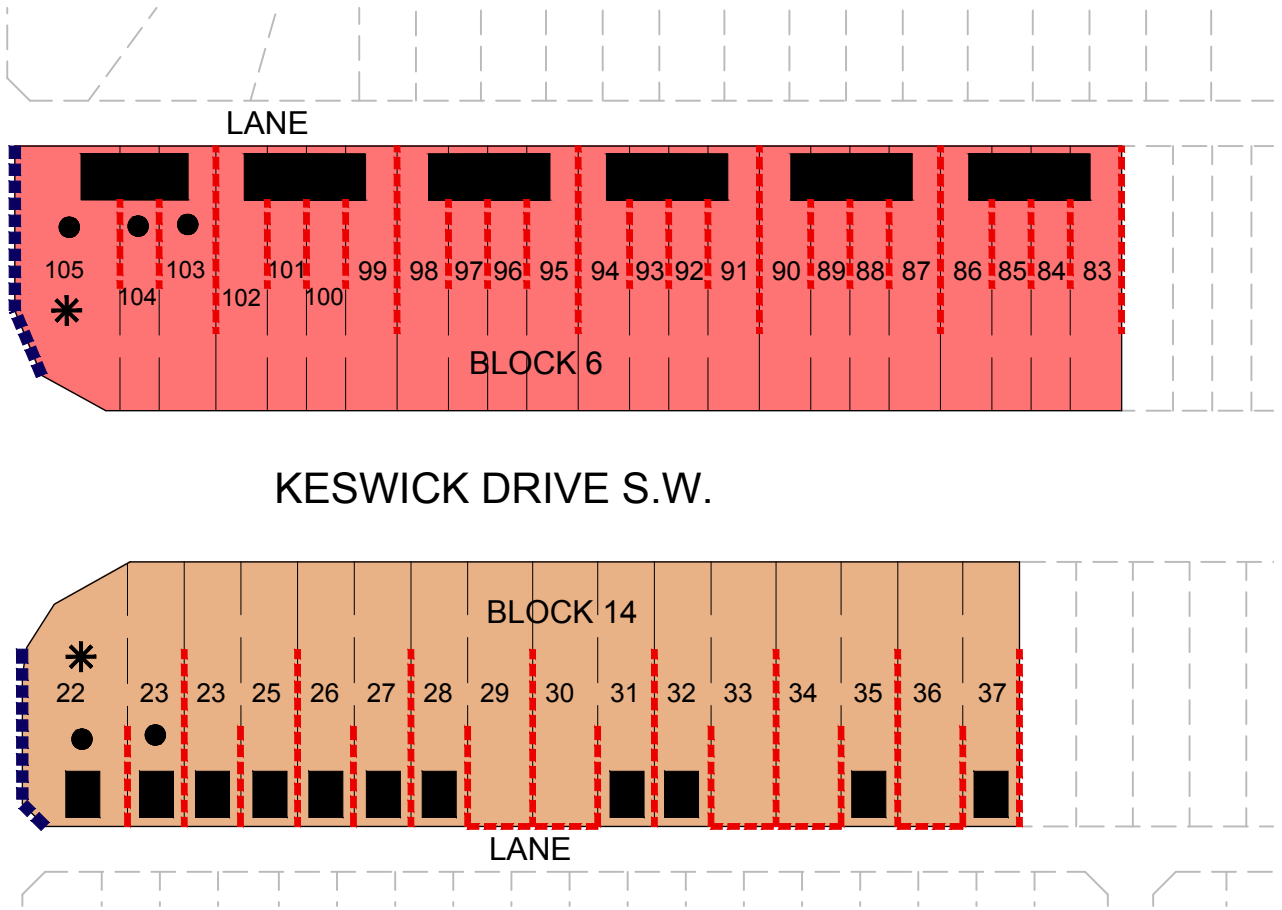 LANE
105 103 101 99 98 97 96 95 94 93 92 91 90 89 88 87 86 85 84 83
104 102 100
BLOCK 6
KESWICK DRIVE S.W.
BLOCK 14
22 23 23 25 26 27 28 29 30 31 32 33 34 35 36 37
LANE